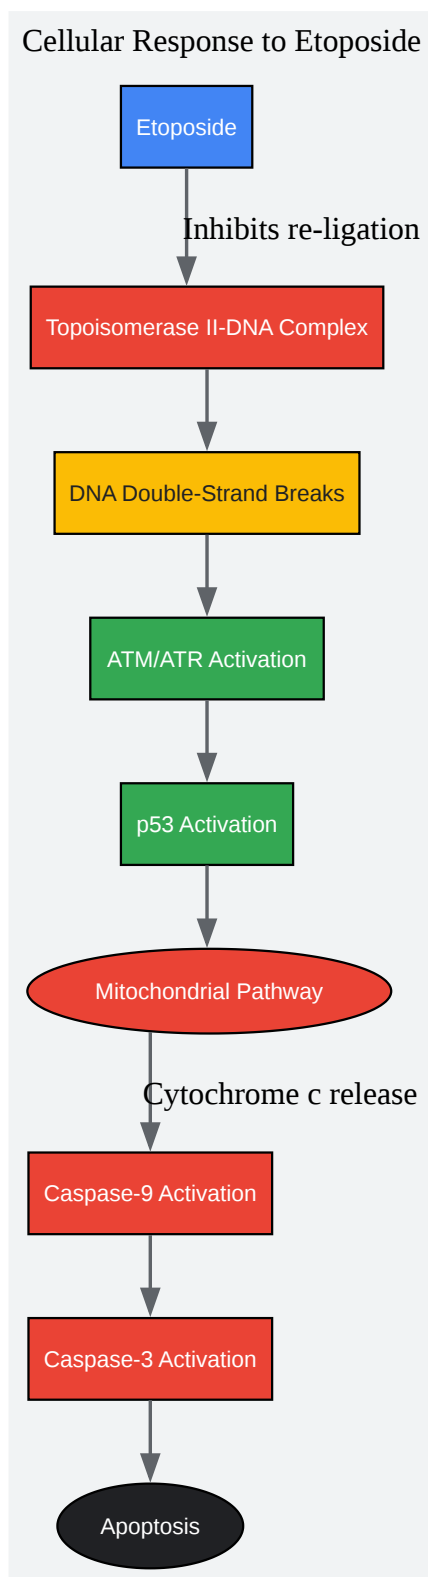 Cellular Response to Etoposide
Etoposide
Inhibits re-ligation
Topoisomerase II-DNA Complex
DNA Double-Strand Breaks
ATM/ATR Activation
p53 Activation
Mitochondrial Pathway
Cytochrome c release
Caspase-9 Activation
Caspase-3 Activation
Apoptosis